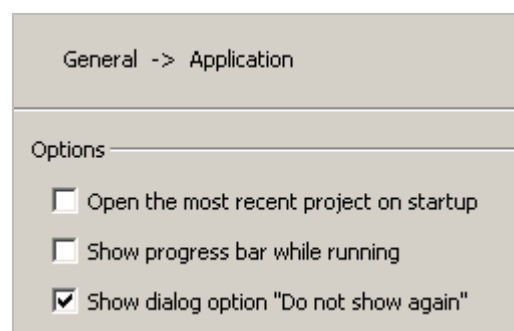 General -> Application
Options
Open the most recent project on startup
Show progress bar while running
Show dialog option "Do not show again"